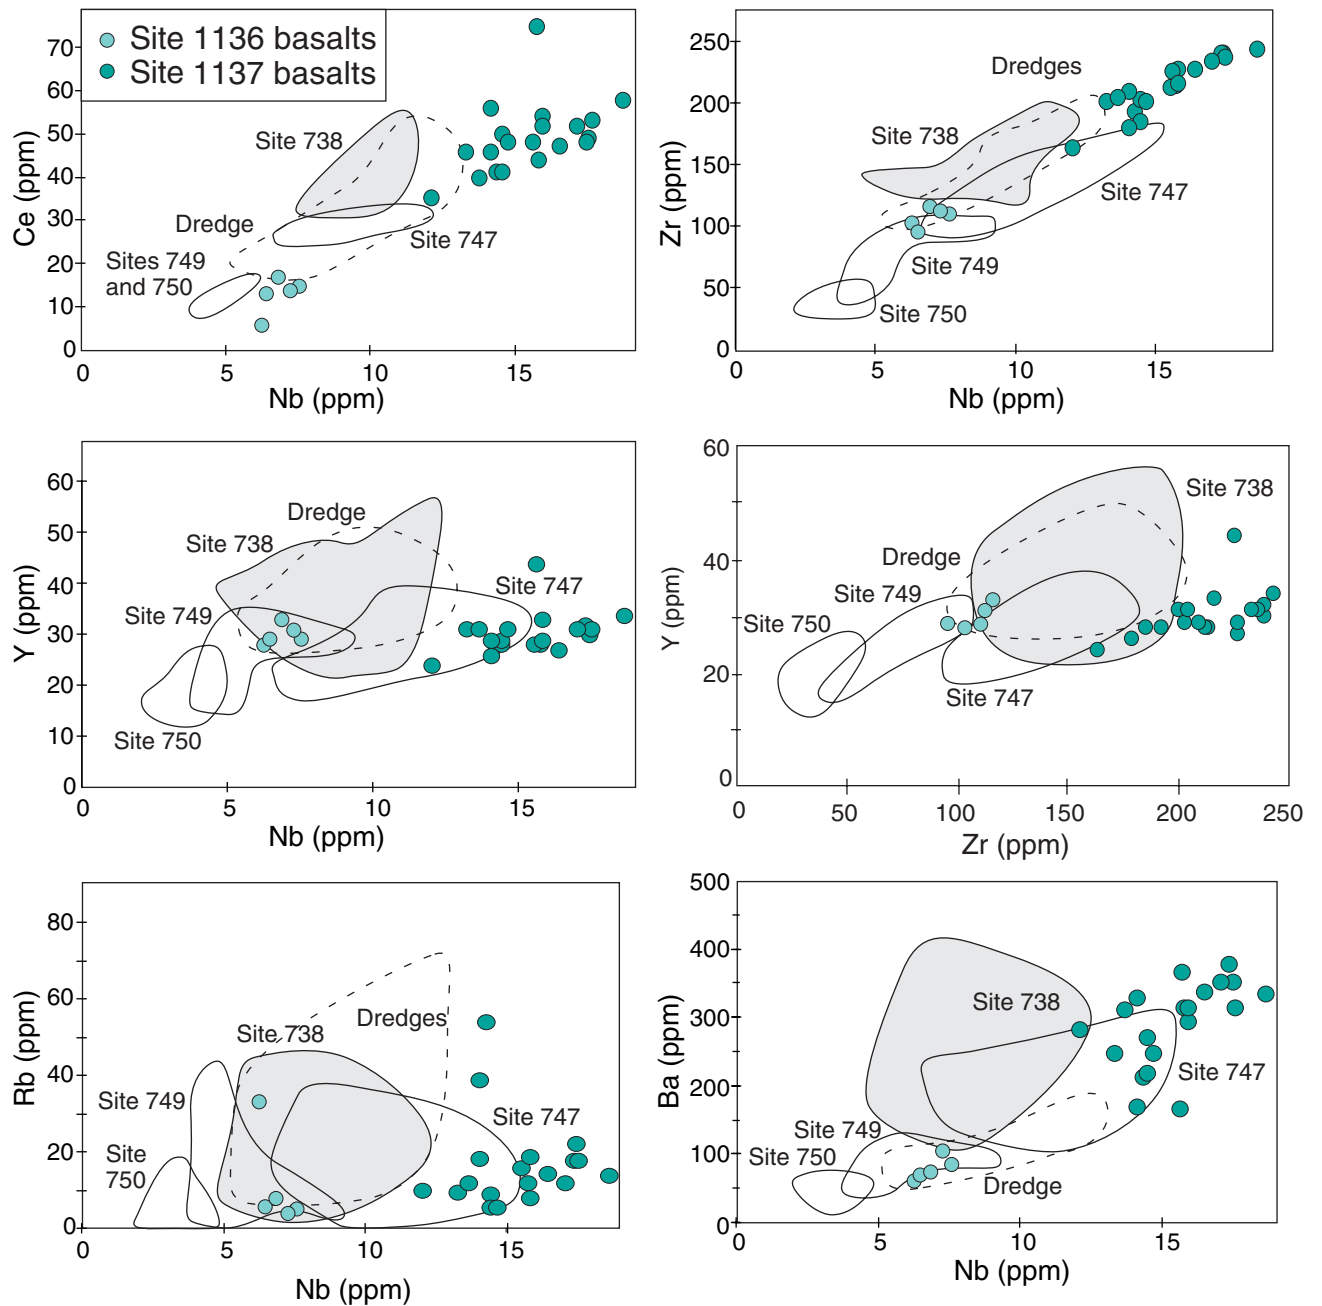 Site 1136 basalts
Site 1137 basalts
70
60
50
40
30
20
10
0
Ce (ppm)
Site 738
Dredge
Sites 749
and 750
Site 747
0
5
10
15
Nb (ppm)
250
200
150
100
50
0
Zr (ppm)
Dredges
Site 738
Site 747
Site 749
Site 750
0
5
10
15
Nb (ppm)
60
50
40
30
20
10
0
Y (ppm)
Dredge
Site 738
Site 747
Site 749
Site 750
0
5
10
15
Nb (ppm)
60
40
20
0
Y (ppm)
Site 738
Dredge
Site 749
Site 750
Site 747
0
50
100
150
200
250
Zr (ppm)
80
60
40
20
0
Rb (ppm)
Dredges
Site 738
Site 749
Site 747
Site
750
0
5
10
15
Nb (ppm)
500
400
300
200
100
0
Ba (ppm)
Site 738
Site 747
Site 749
Site 750
Dredge
0
5
10
15
Nb (ppm)